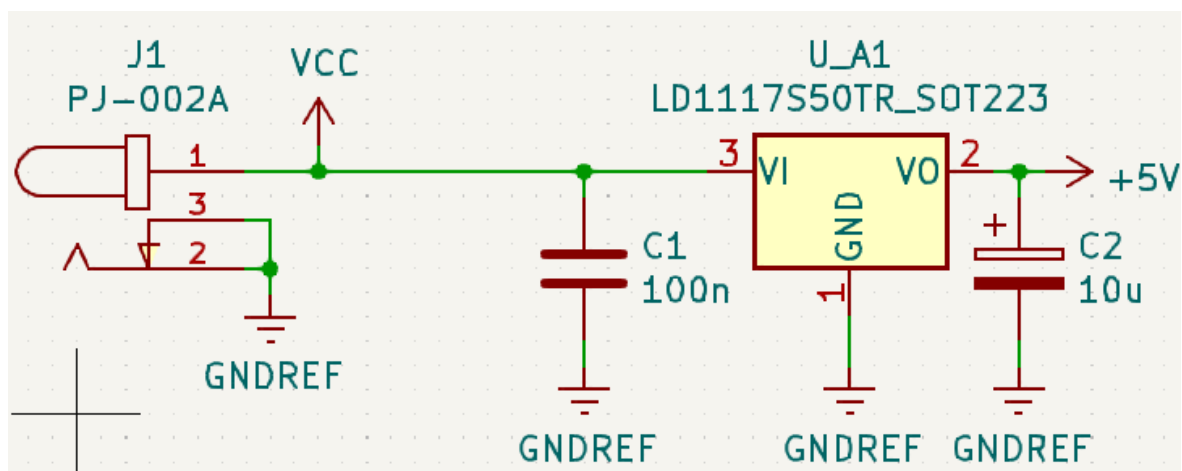 J1
PJ-002A
VCC
U_A1
LD1117S50TR_SOT223
1
3
2
3
VI
VO
2
GND
1
+5V
+
C1
100n
C2
10u
GNDREF
GNDREF
GNDREF
GNDREF